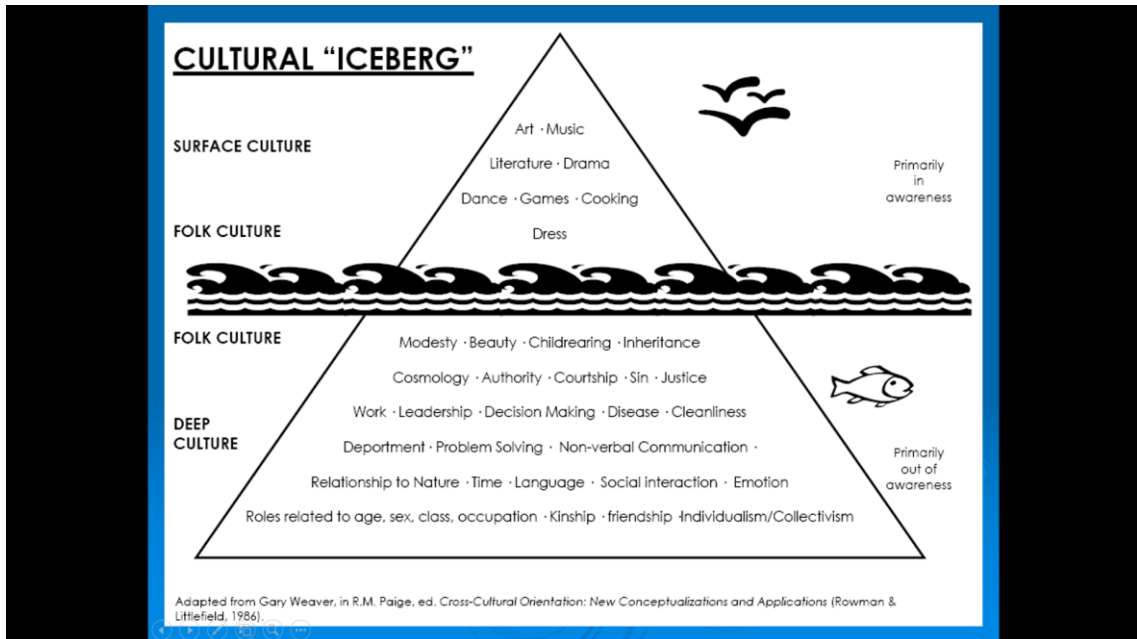 CULTURAL “ICEBERG”
Art · Music
SURFACE CULTURE
Literature · Drama
Primarily
in
awareness
Dance · Games · Cooking
FOLK CULTURE
Dress
FOLK CULTURE
Modesty · Beauty · Childrearing · Inheritance
Cosmology · Authority · Courtship · Sin · Justice
Work · Leadership · Decision Making · Disease · Cleanliness
DEEP
CULTURE
Deportment · Problem Solving · Non-verbal Communication ·
Primarily
out of
awareness
Relationship to Nature · Time · Language · Social interaction · Emotion
Roles related to age, sex, class, occupation · Kinship · friendship ·Individualism/Collectivism
Adapted from Gary Weaver, in R.M. Paige, ed. Cross-Cultural Orientation: New Conceptualizations and Applications (Rowman &
Littlefield, 1986).